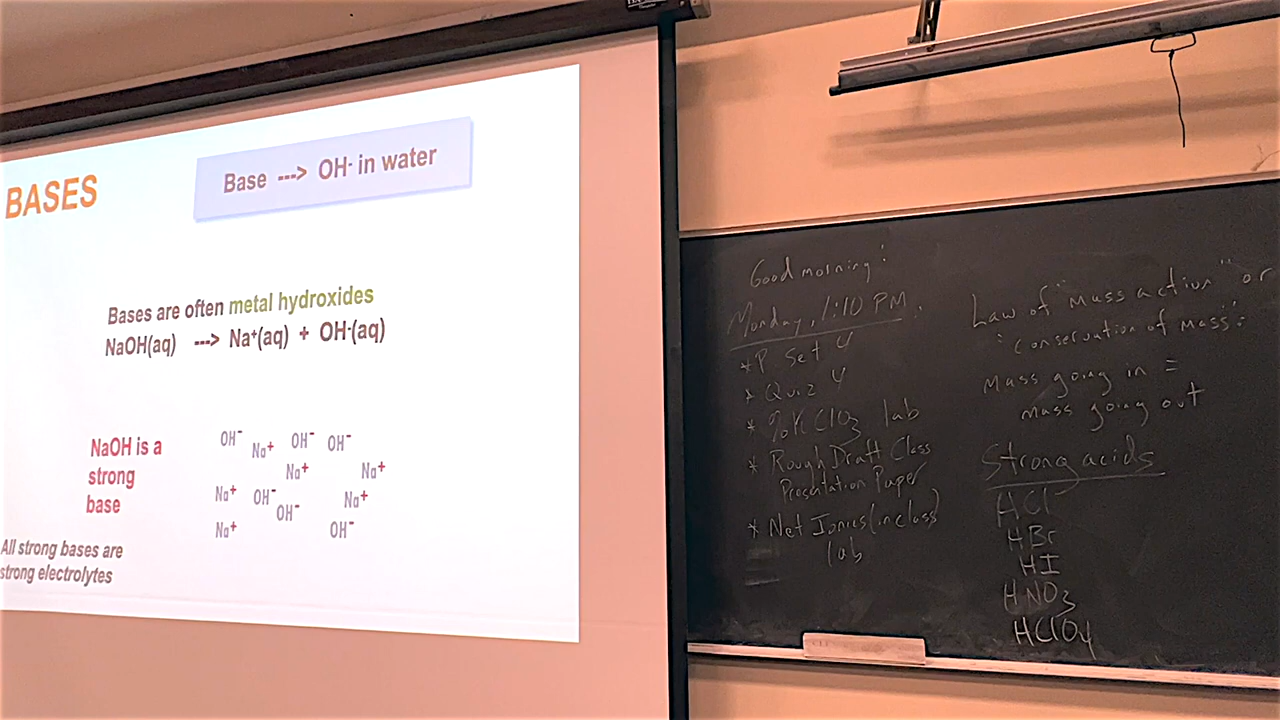 BASES
Base ---> OH- in water
Bases are often metal hydroxides
NaOH(aq) ---> Na+(aq) + OH-(aq)
NaOH is a
strong
base
OH- Na+ OH- OH-
Na+ Na+
Na+ OH- Na+
OH-
Na+ OH-
All strong bases are
strong electrolytes
Good morning!
Monday, 1:10 PM:
*P Set 4
* Quiz 4
* %KClO3 lab
* Rough Draft Class
Presentation Paper
* Net Ionics (in class)
lab
Law of "mass action" or
"conservation of mass":
Mass going in =
mass going out
Strong acids
HCl
HBr
HI
HNO3
HClO4